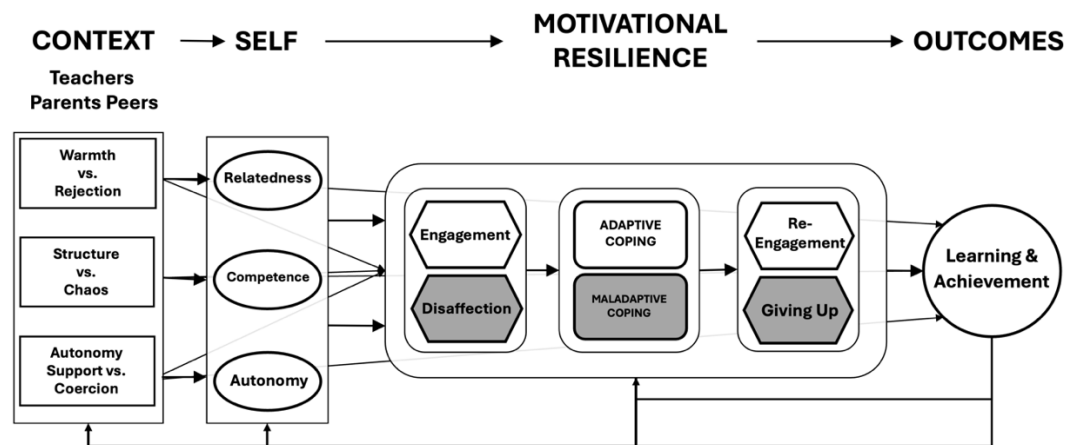 CONTEXT
SELF
MOTIVATIONAL
RESILIENCE
OUTCOMES
Teachers
Parents Peers
Warmth
vs.
Rejection
Structure
vs.
Chaos
Autonomy
Support vs.
Coercion
Relatedness
Competence
Autonomy
Engagement
Disaffection
ADAPTIVE
COPING
MALADAPTIVE
COPING
Re-
Engagement
Giving Up
Learning &
Achievement